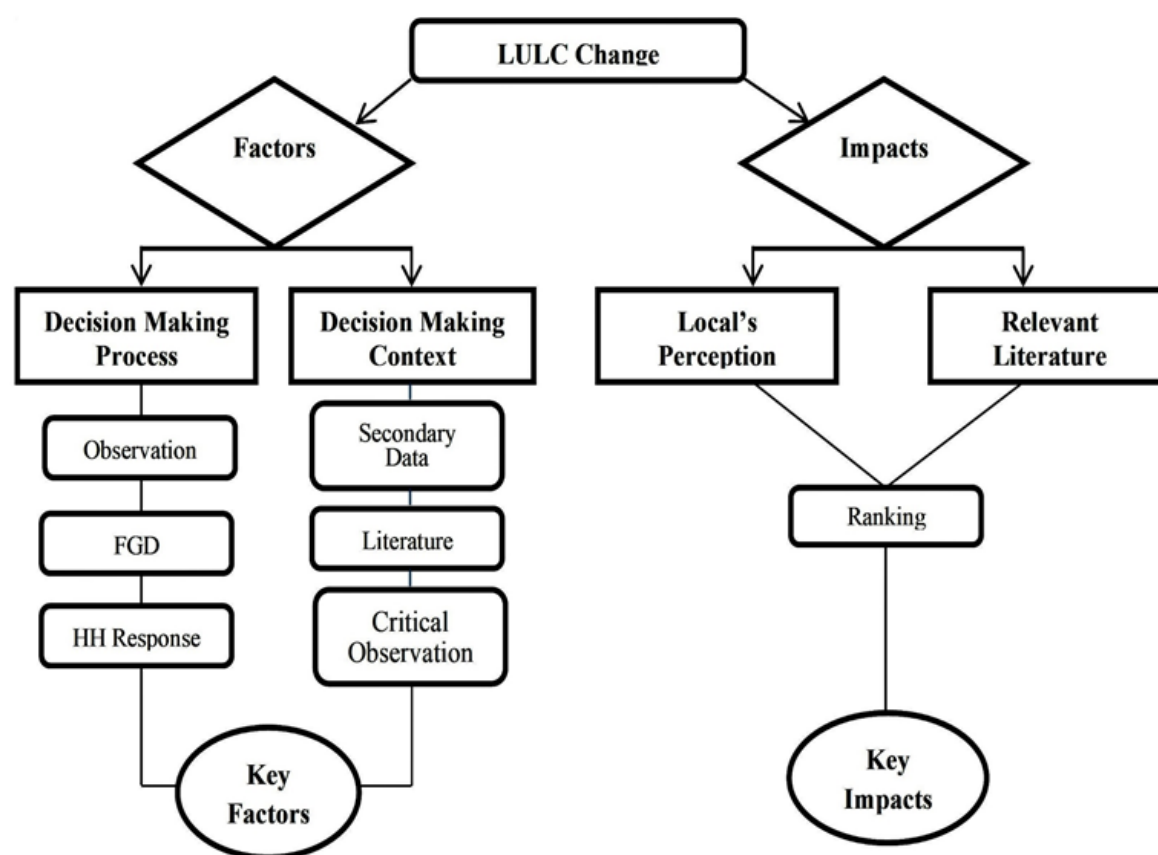 LULC Change
Factors
Impacts
Decision Making
Process
Decision Making
Context
Local's
Perception
Relevant
Literature
Observation
FGD
HH Response
Secondary
Data
Literature
Critical
Observation
Ranking
Key
Factors
Key
Impacts